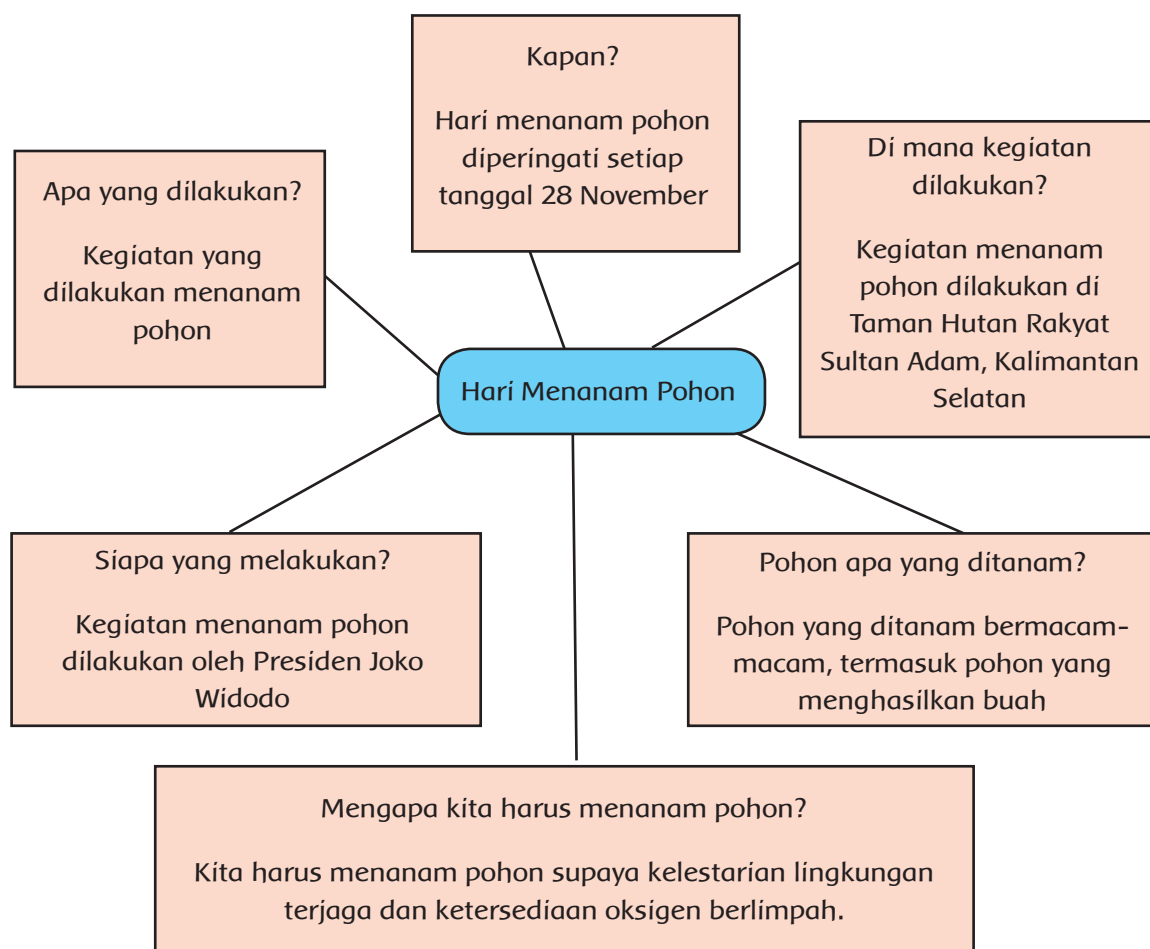 Kapan?
Hari menanam pohon
diperingati setiap
tanggal 28 November
Apa yang dilakukan?
Kegiatan yang
dilakukan menanam
pohon
Di mana kegiatan
dilakukan?
Kegiatan menanam
pohon dilakukan di
Taman Hutan Rakyat
Sultan Adam, Kalimantan
Selatan
Hari Menanam Pohon
Siapa yang melakukan?
Kegiatan menanam pohon
dilakukan oleh Presiden Joko
Widodo
Pohon apa yang ditanam?
Pohon yang ditanam bermacam-
macam, termasuk pohon yang
menghasilkan buah
Mengapa kita harus menanam pohon?
Kita harus menanam pohon supaya kelestarian lingkungan
terjaga dan ketersediaan oksigen berlimpah.